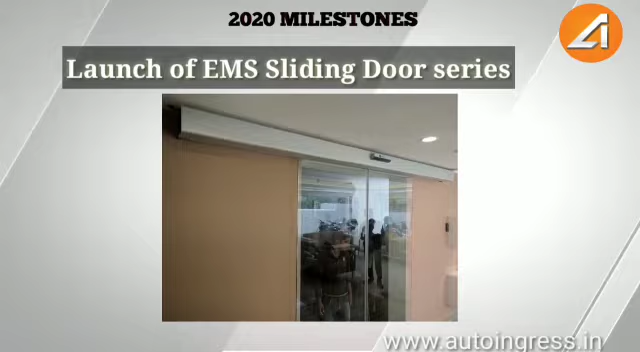 2020 MILESTONES
Launch of EMS Sliding Door series
www.autoingress.in